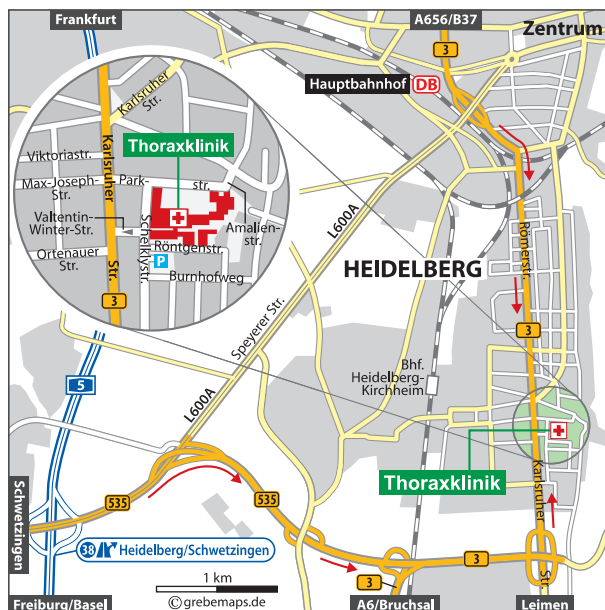 Frankfurt
A656/B37
Zentrum
3
Hauptbahnhof
DB
Karlsruher
Str.
Thoraxklinik
Viktoriastr.
Karlsruher
Max-Joseph-
Str.
Park-
str.
Valtentin-
Winter-Str.
Schelklystr.
Amalien-
str.
Röntgenstr.
Ortenauer
Str.
P
Burnhofweg
Str.
3
L600A
HEIDELBERG
Römerstr.
3
Speyerer Str.
Bhf.
Heidelberg-
Kirchheim
5
L600A
Thoraxklinik
Karlsruher
Str.
Schwetzingen
535
535
38 Heidelberg/Schwetzingen
3
3
1 km
© grebemaps.de
Freiburg/Basel
A6/Bruchsal
Leimen